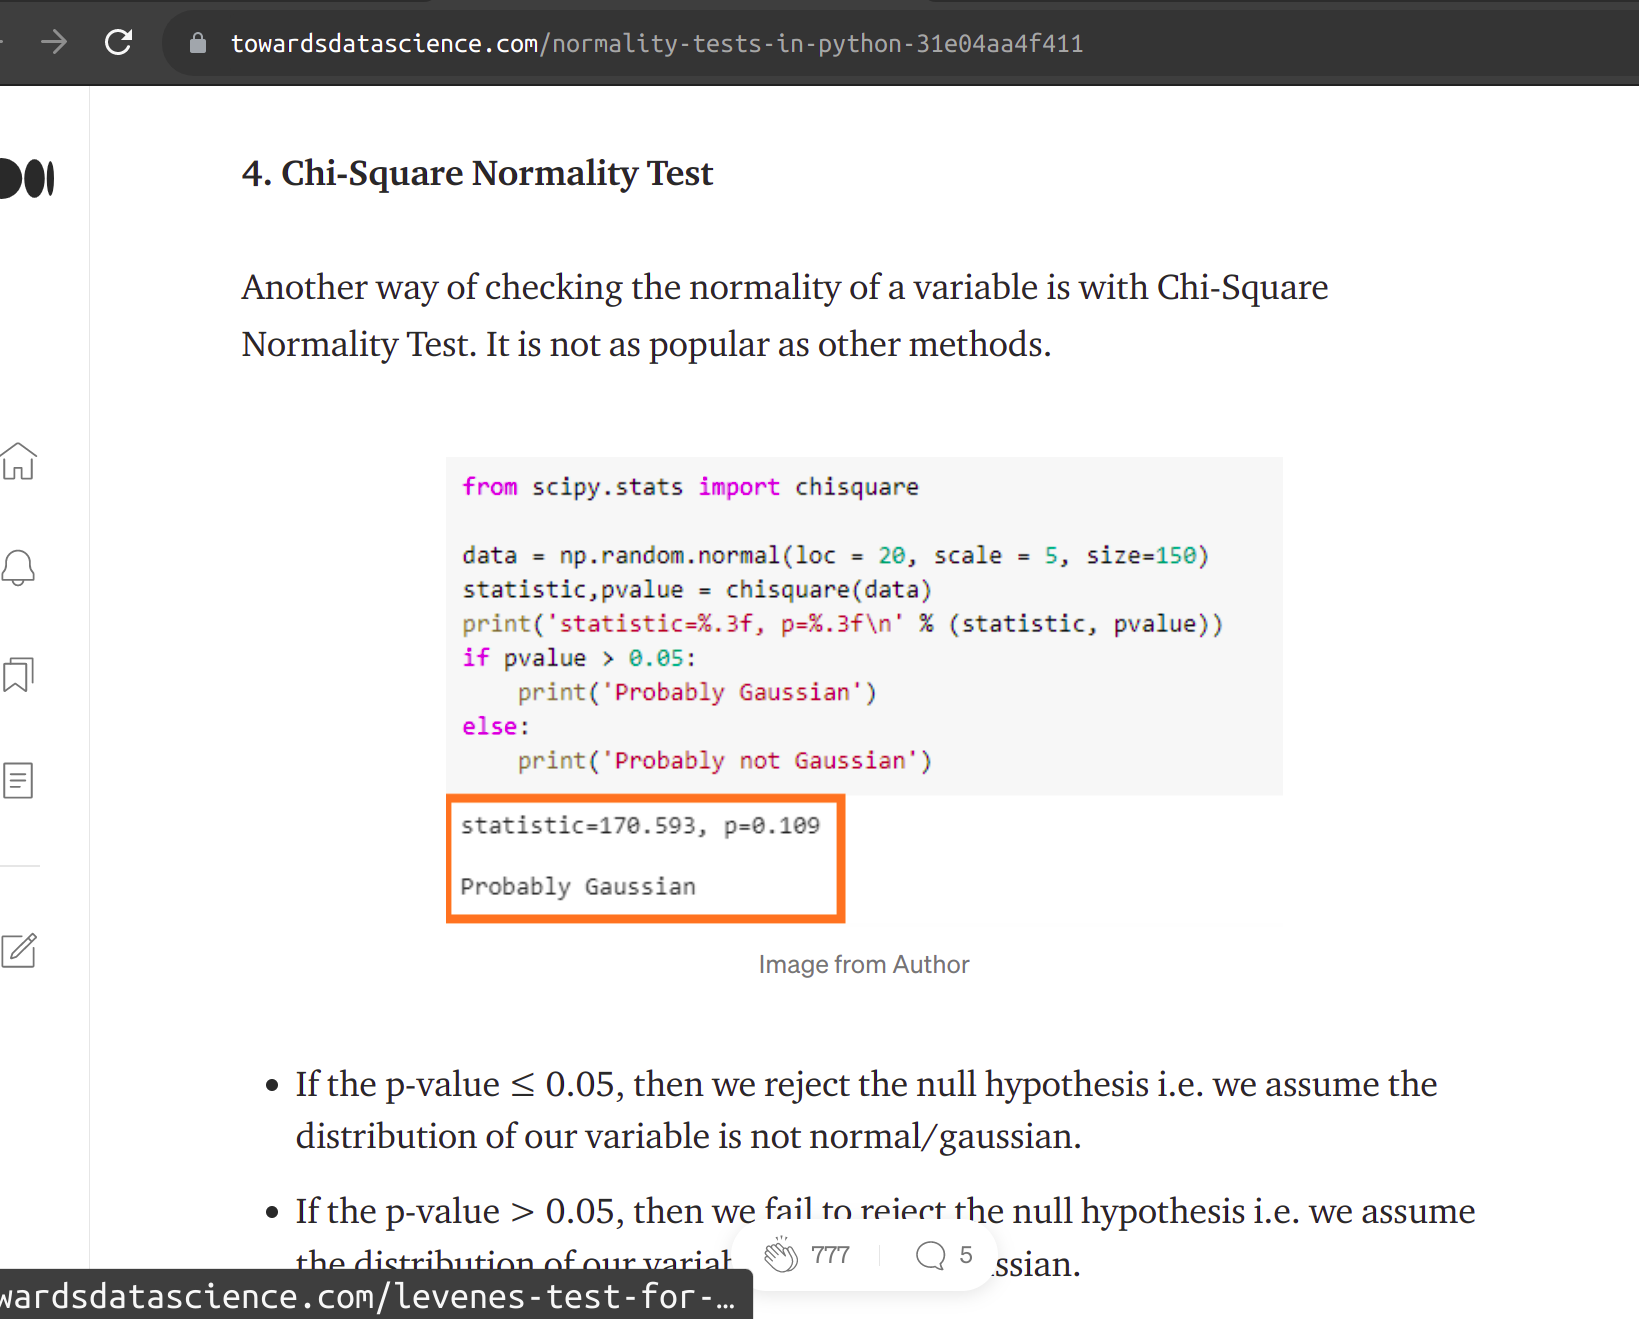 towardsdatascience.com/normality-tests-in-python-31e04aa4f411
4. Chi-Square Normality Test
Another way of checking the normality of a variable is with Chi-Square
Normality Test. It is not as popular as other methods.
from scipy.stats import chisquare
data = np.random.normal(loc = 20, scale = 5, size=150)
statistic,pvalue = chisquare(data)
print('statistic=%.3f, p=%.3f\n' % (statistic, pvalue))
if pvalue > 0.05:
    print('Probably Gaussian')
else:
    print('Probably not Gaussian')
statistic=170.593, p=0.109
Probably Gaussian
Image from Author
• If the p-value ≤ 0.05, then we reject the null hypothesis i.e. we assume the
distribution of our variable is not normal/gaussian.
• If the p-value > 0.05, then we fail to reject the null hypothesis i.e. we assume
the distribution of our variab ssian.
777 5
wardsdatascience.com/levenes-test-for-…